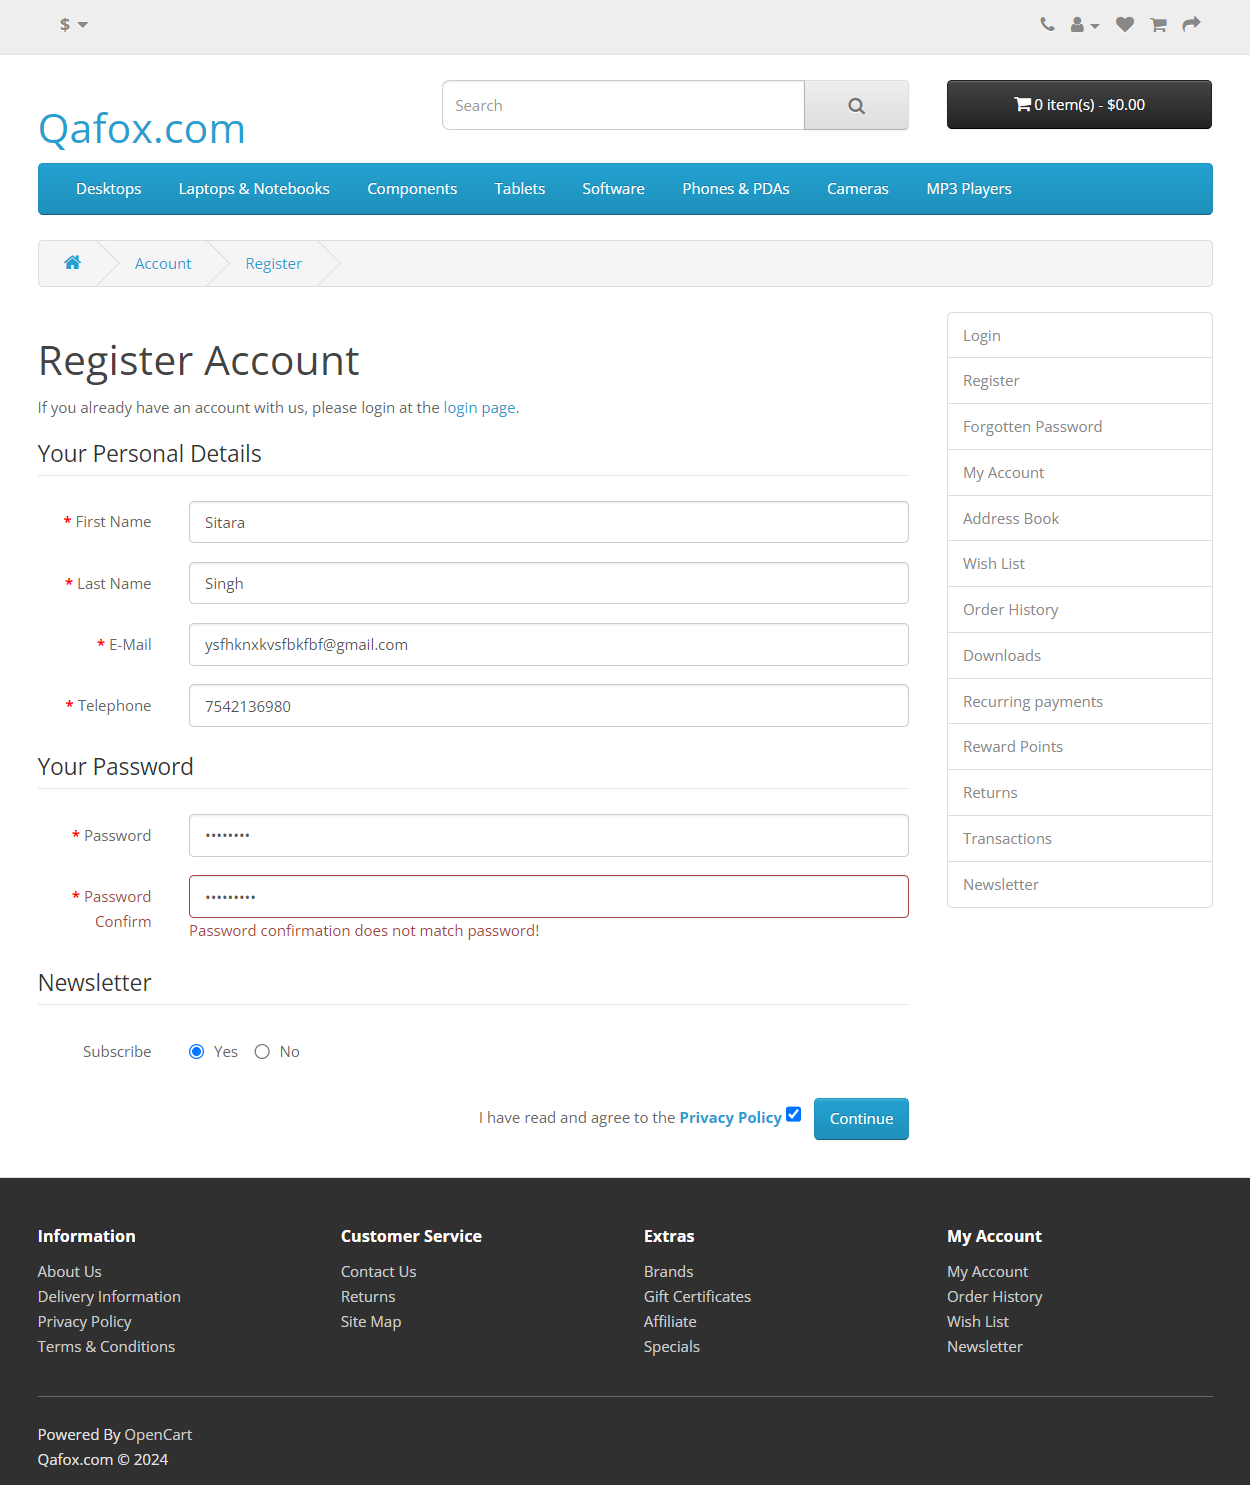 $
Search
0 item(s) - $0.00
Qafox.com
Desktops Laptops & Notebooks Components Tablets Software Phones & PDAs Cameras MP3 Players
Account Register
Register Account
If you already have an account with us, please login at the login page.
Your Personal Details
* First Name Sitara
* Last Name Singh
* E-Mail ysfhknxkvsfbkfbf@gmail.com
* Telephone 7542136980
Your Password
* Password ••••••••
* Password Confirm •••••••••
Password confirmation does not match password!
Newsletter
Subscribe Yes No
I have read and agree to the Privacy Policy Continue
Login
Register
Forgotten Password
My Account
Address Book
Wish List
Order History
Downloads
Recurring payments
Reward Points
Returns
Transactions
Newsletter
Information
About Us
Delivery Information
Privacy Policy
Terms & Conditions
Customer Service
Contact Us
Returns
Site Map
Extras
Brands
Gift Certificates
Affiliate
Specials
My Account
My Account
Order History
Wish List
Newsletter
Powered By OpenCart
Qafox.com © 2024